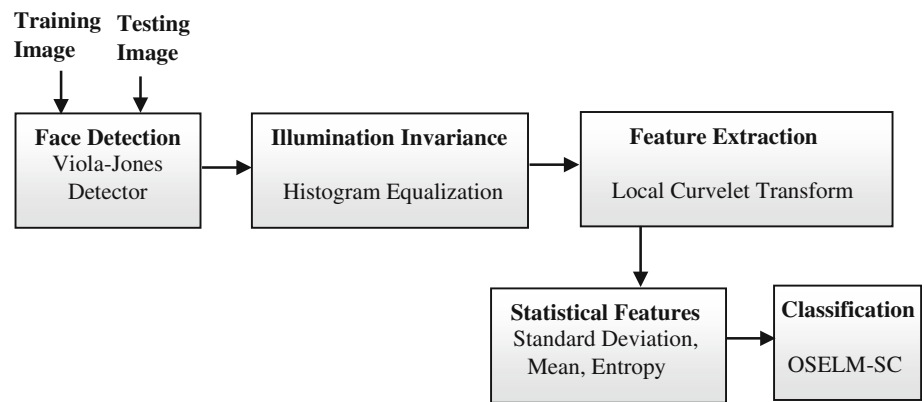 Training
Image
Testing
Image
Face Detection
Viola-Jones
Detector
Illumination Invariance
Histogram Equalization
Feature Extraction
Local Curvelet Transform
Statistical Features
Standard Deviation,
Mean, Entropy
Classification
OSELM-SC